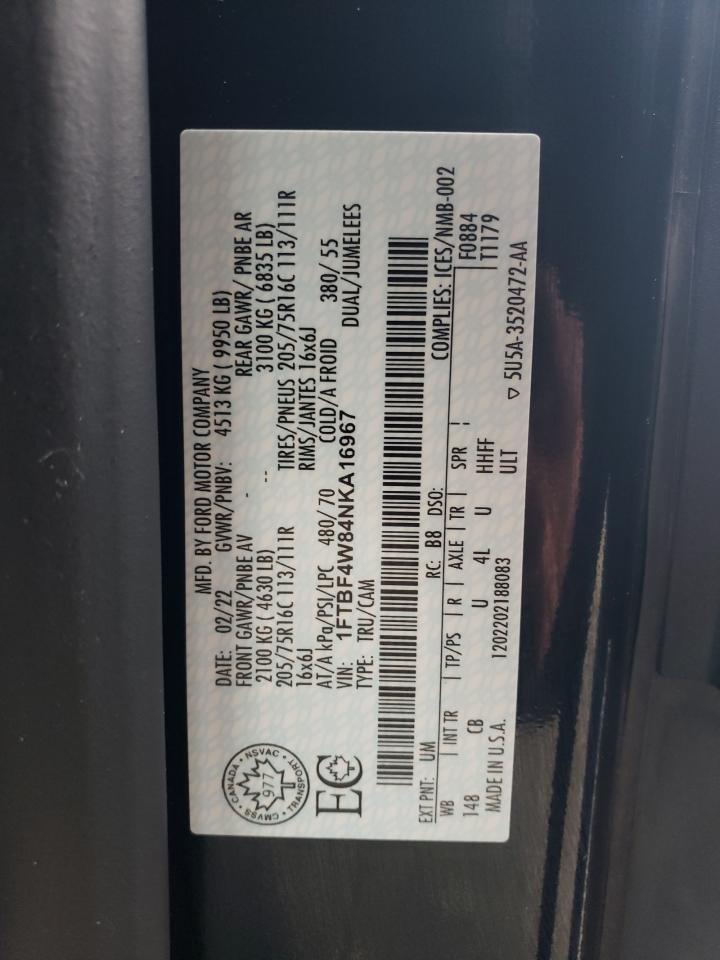 MFD. BY FORD MOTOR COMPANY
DATE: 02/22 GVWR/PNBV: 4513 KG ( 9950 LB)
FRONT GAWR/PNBE AV - REAR GAWR/ PNBE AR
2100 KG ( 4630 LB) -- 3100 KG ( 6835 LB)
205/75R16C 113/111R TIRES/PNEUS 205/75R16C 113/111R
16x6J RIMS/JANTES 16x6J
AT/A kPa/PSI/LPC 480/ 70 COLD/A FROID 380/ 55
VIN: 1FTBF4W84NKA16967 DUAL/JUMELEES
TYPE: TRU/CAM
CANADA • NSVAC • TRANSPORT • CMVSS •
977
EC
EXT PNT: UM RC: B8 DSO: COMPLIES: ICES/NMB-002
WB | INT TR | TP/PS | R | AXLE | TR | SPR F0884
148 CB U 4L U HHFF T1179
MADE IN U.S.A. 1202202188083 ULT ▽ 5U5A-3520472-AA